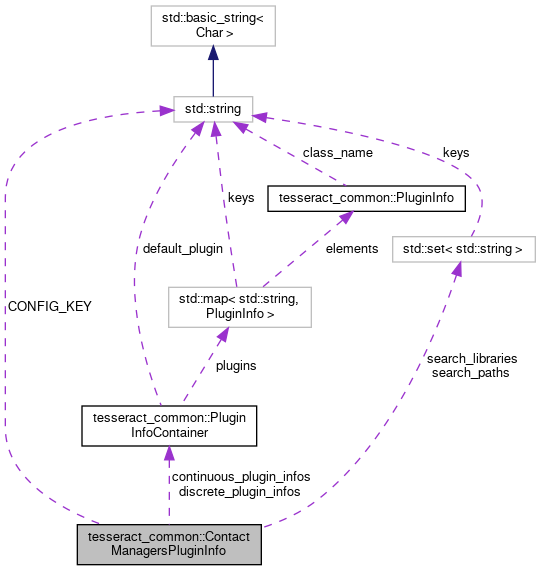 std::basic_string<
Char >
std::string
class_name
keys
keys
tesseract_common::PluginInfo
default_plugin
elements
std::set< std::string >
std::map< std::string,
PluginInfo >
CONFIG_KEY
search_libraries
search_paths
plugins
tesseract_common::Plugin
InfoContainer
continuous_plugin_infos
discrete_plugin_infos
tesseract_common::Contact
ManagersPluginInfo